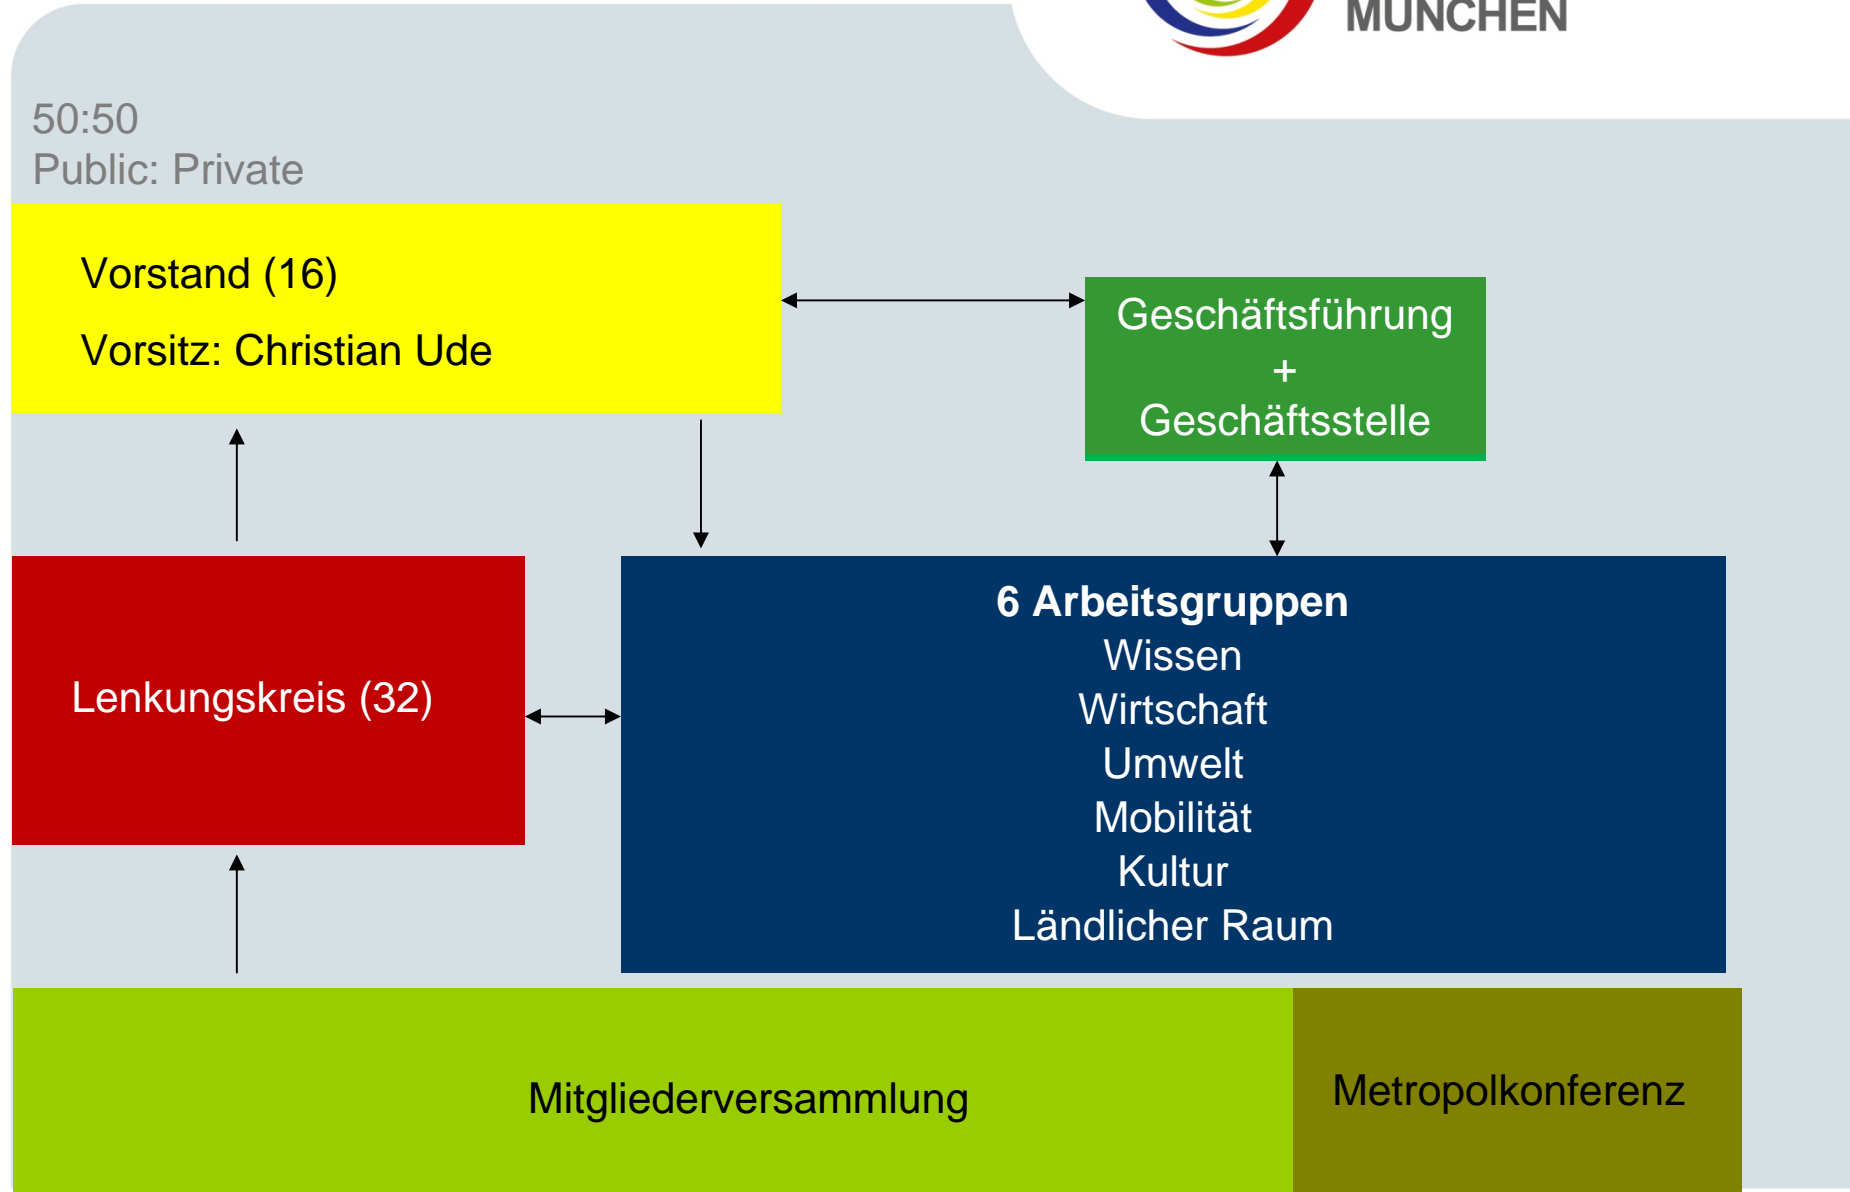 MÜNCHEN
50:50
Public: Private
Vorstand (16)
Vorsitz: Christian Ude
Geschäftsführung
+
Geschäftsstelle
Lenkungskreis (32)
6 Arbeitsgruppen
Wissen
Wirtschaft
Umwelt
Mobilität
Kultur
Ländlicher Raum
Mitgliederversammlung
Metropolkonferenz